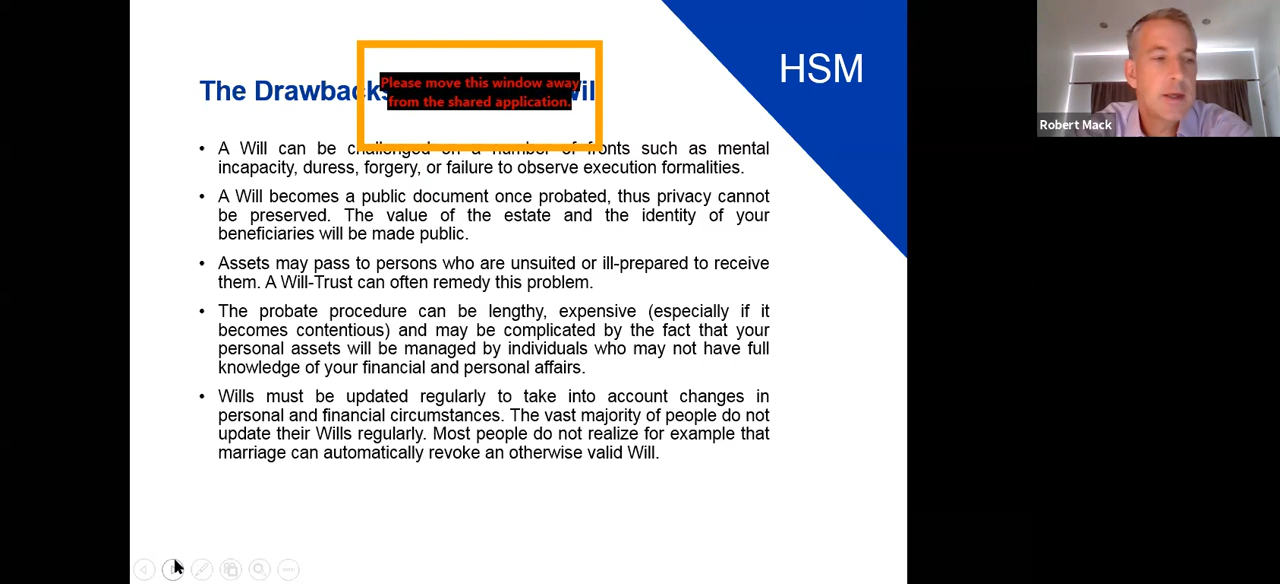 HSM
The Drawbacks
Please move this window away
from the shared application.
Robert Mack
• A Will can be challenged on a number of fronts such as mental
incapacity, duress, forgery, or failure to observe execution formalities.
• A Will becomes a public document once probated, thus privacy cannot
be preserved. The value of the estate and the identity of your
beneficiaries will be made public.
• Assets may pass to persons who are unsuited or ill-prepared to receive
them. A Will-Trust can often remedy this problem.
• The probate procedure can be lengthy, expensive (especially if it
becomes contentious) and may be complicated by the fact that your
personal assets will be managed by individuals who may not have full
knowledge of your financial and personal affairs.
• Wills must be updated regularly to take into account changes in
personal and financial circumstances. The vast majority of people do not
update their Wills regularly. Most people do not realize for example that
marriage can automatically revoke an otherwise valid Will.